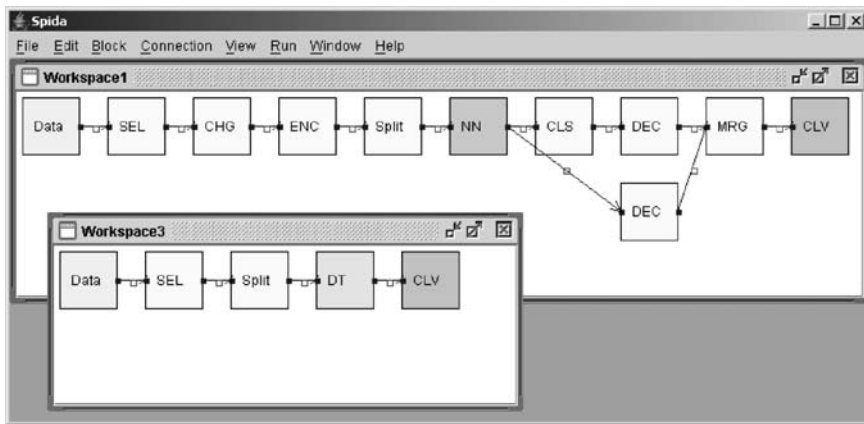 Spida
File Edit Block Connection View Run Window Help
Workspace1
Data SEL CHG ENC Split NN CLS DEC MRG CLV
DEC
Workspace3
Data SEL Split DT CLV